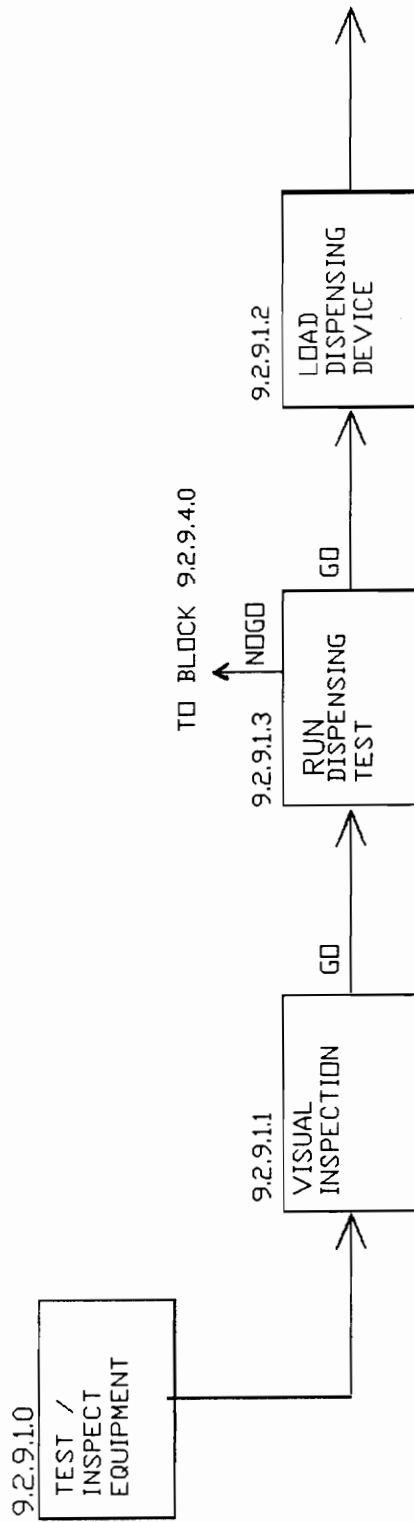 9.2.9.1.0
TEST /
INSPECT
EQUIPMENT
9.2.9.1.1
VISUAL
INSPECTION
GO
TO BLOCK 9.2.9.4.0
NOGO
9.2.9.1.3
RUN
DISPENSING
TEST
GO
9.2.9.1.2
LOAD
DISPENSING
DEVICE